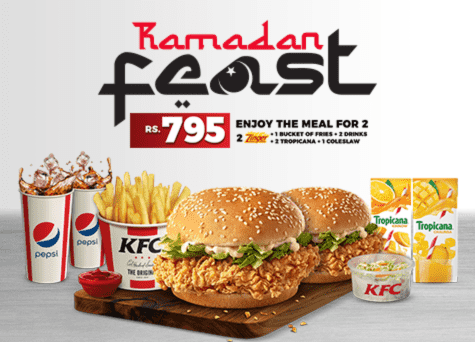 Ramadan
feast
RS. 795
ENJOY THE MEAL FOR 2
2 Zinger + 1 BUCKET OF FRIES + 2 DRINKS
+ 2 TROPICANA + 1 COLESLAW
pepsi
pepsi
KFC
THE ORIGIN
Tropicana
Tropicana
KFC